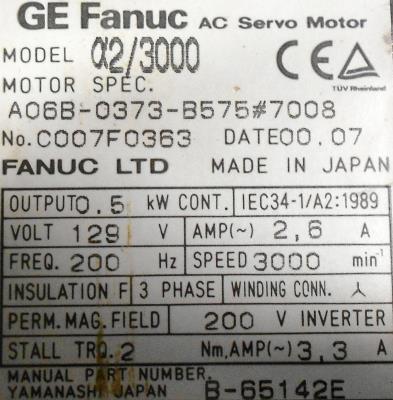 GE Fanuc AC Servo Motor
MODEL α2/3000
MOTOR SPEC.
A06B-0373-B575#7008
No.C007F0363 DATE00.07
FANUC LTD MADE IN JAPAN
TÜV Rheinland
OUTPUT0.5 kW CONT. IEC34-1/A2:1989
VOLT 129 V AMP(~) 2,6 A
FREQ. 200 Hz SPEED 3000 min⁻¹
INSULATION F 3 PHASE WINDING CONN. 人
PERM.MAG.FIELD 200 V INVERTER
STALL TRQ.2 Nm,AMP(~)3,3 A
MANUAL PART NUMBER.
YAMANASHI JAPAN B-65142E